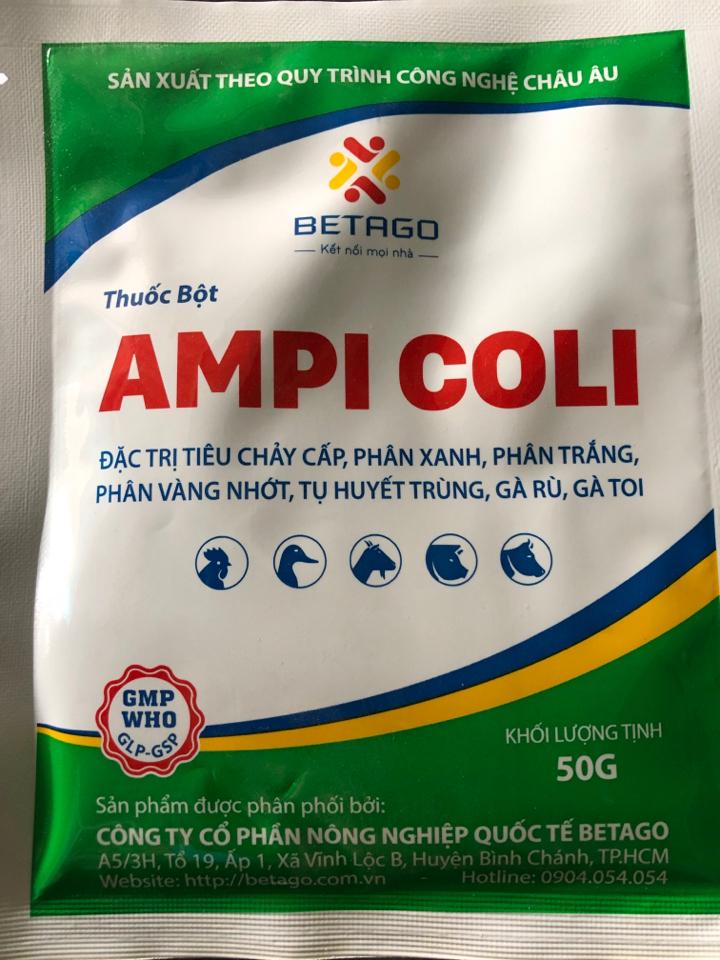 SẢN XUẤT THEO QUY TRÌNH CÔNG NGHỆ CHÂU ÂU
BETAGO
Kết nối mọi nhà
Thuốc Bột
AMPI COLI
ĐẶC TRỊ TIÊU CHẢY CẤP, PHÂN XANH, PHÂN TRẮNG,
PHÂN VÀNG NHỚT, TỤ HUYẾT TRÙNG, GÀ RÙ, GÀ TOI
GMP
WHO
GLP-GSP
KHỐI LƯỢNG TỊNH
50G
Sản phẩm được phân phối bởi:
CÔNG TY CỔ PHẦN NÔNG NGHIỆP QUỐC TẾ BETAGO
A5/3H, Tổ 19, Ấp 1, Xã Vĩnh Lộc B, Huyện Bình Chánh, TP.HCM
Website: http://betago.com.vn - Hotline: 0904.054.054